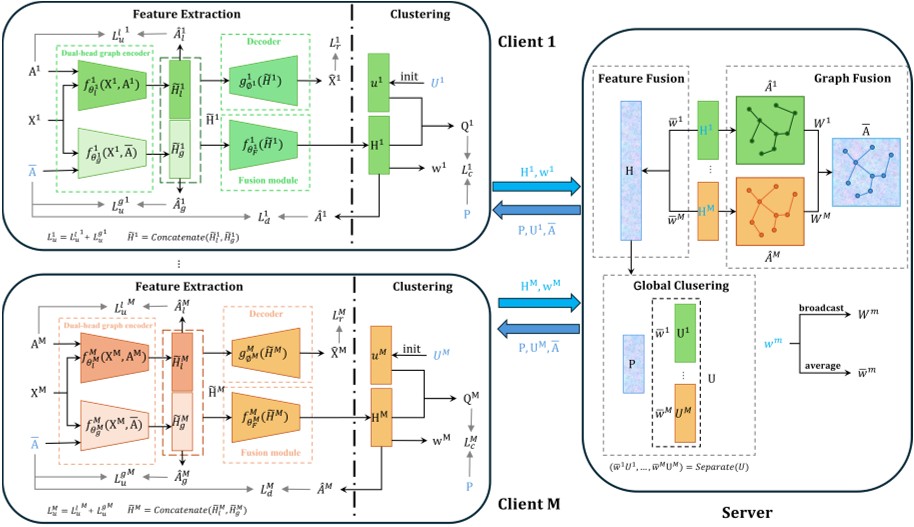 Feature Extraction
Clustering
Client 1
L_u^{l 1}
Â_l^1
Dual-head graph encoder
Decoder
L_r^1
A^1
f_{θ_l^1}^1(X^1, A^1)
H̃_l^1
g_{∅^1}^1(H̃^1)
X̂^1
u^1
init
U^1
X^1
H̃^1
Q^1
f_{θ_g^1}^1(X^1, A̅)
H̃_g^1
f_{θ_F^1}^1(H̃^1)
H^1
A̅
w^1
L_c^1
Fusion module
L_u^{g 1}
Â_g^1
L_d^1
Â^1
P
L_u^1 = L_u^{l 1} + L_u^{g 1}
H̃^1 = Concatenate(H̃_l^1, H̃_g^1)
H^1, w^1
P, U^1, A̅
⋮
Feature Extraction
Clustering
L_u^{l M}
Â_l^M
Dual-head graph encoder
Decoder
L_r^M
A^M
f_{θ_l^M}^M(X^M, A^M)
H̃_l^M
g_{∅^M}^M(H̃^M)
X̂^M
u^M
init
U^M
X^M
H̃^M
Q^M
f_{θ_g^M}^M(X^M, A̅)
H̃_g^M
f_{θ_F^M}^M(H̃^M)
H^M
A̅
w^M
L_c^M
Fusion module
L_u^{g M}
Â_g^M
L_d^M
Â^M
P
L_u^M = L_u^{l M} + L_u^{g M}
H̃^M = Concatenate(H̃_l^M, H̃_g^M)
Client M
H^M, w^M
P, U^M, A̅
Feature Fusion
Graph Fusion
Â^1
w̅^1
H^1
W^1
A̅
H
⋮
w̅^M
H^M
W^M
Â^M
Global Clusering
w̅^1
U^1
P
⋮
U
w̅^M
U^M
(w̅^1U^1, ..., w̅^MU^M) = Separate(U)
broadcast
W^m
w^m
average
w̅^m
Server